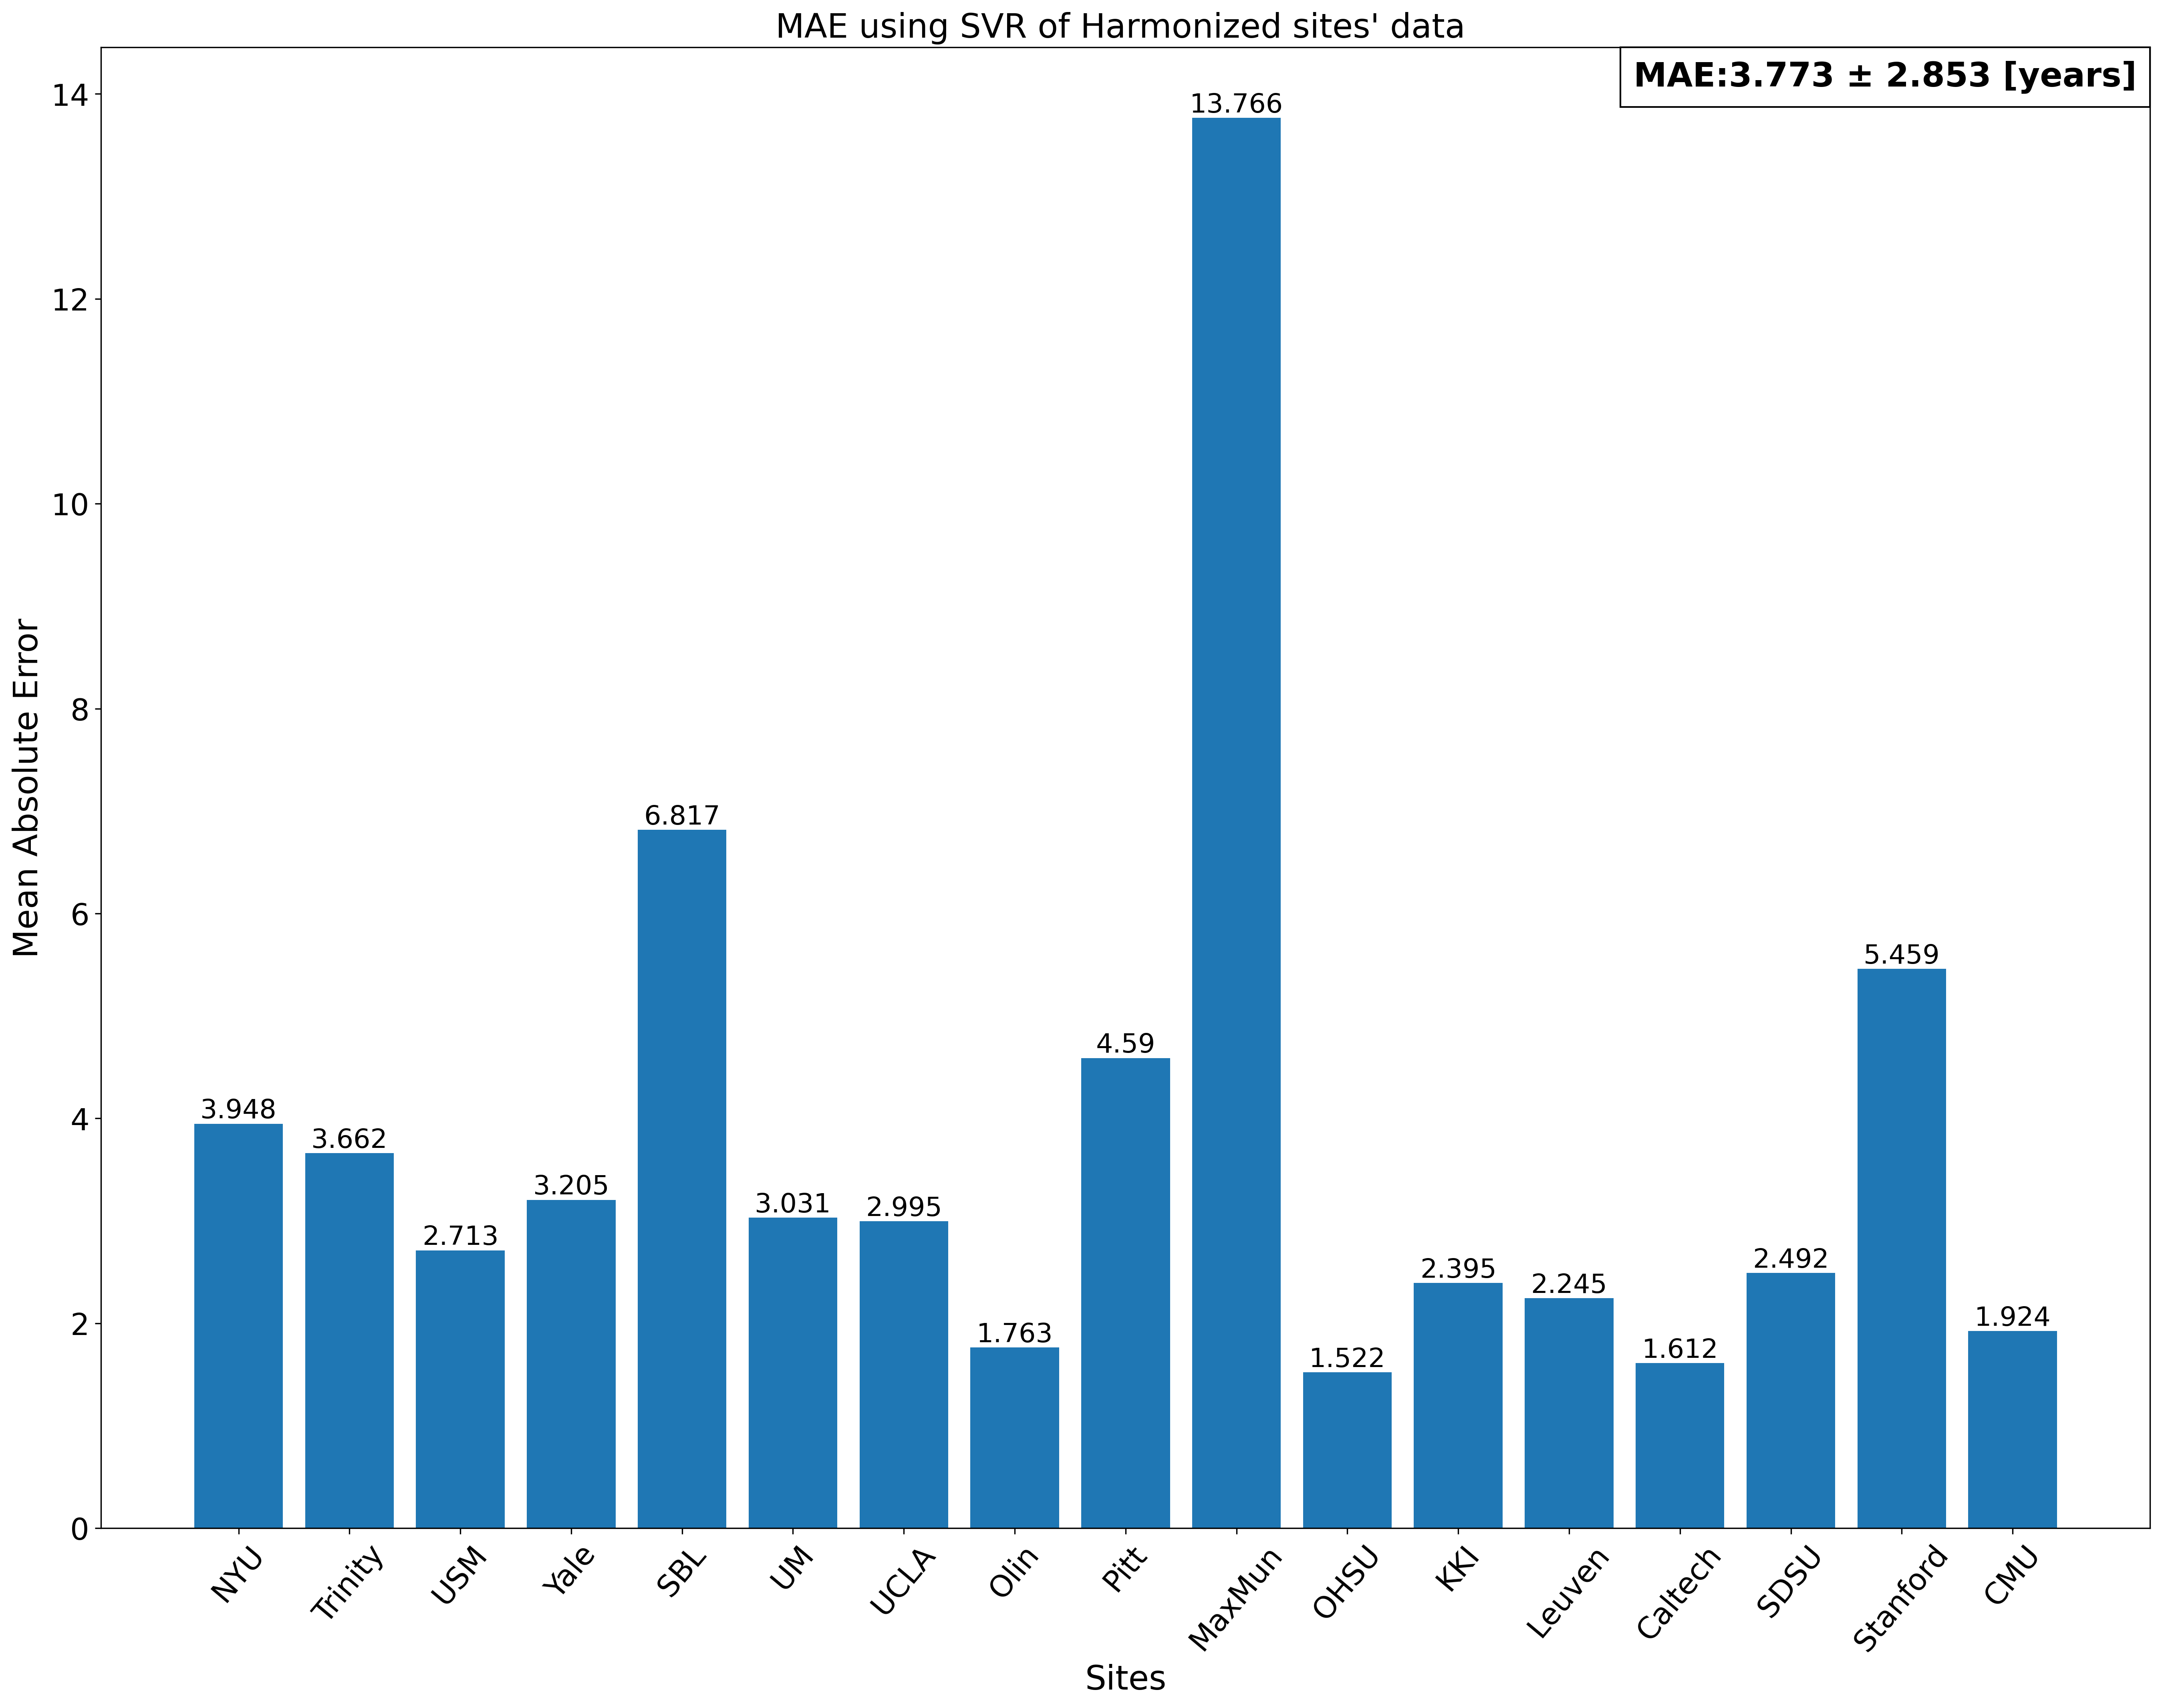 MAE using SVR of Harmonized sites' data
MAE:3.773 ± 2.853 [years]
Mean Absolute Error
14
12
10
8
6
4
2
0
3.948
3.662
2.713
3.205
6.817
3.031
2.995
1.763
4.59
13.766
1.522
2.395
2.245
1.612
2.492
5.459
1.924
NYU
Trinity
USM
Yale
SBL
UM
UCLA
Olin
Pitt
MaxMun
OHSU
KKI
Leuven
Caltech
SDSU
Stanford
CMU
Sites